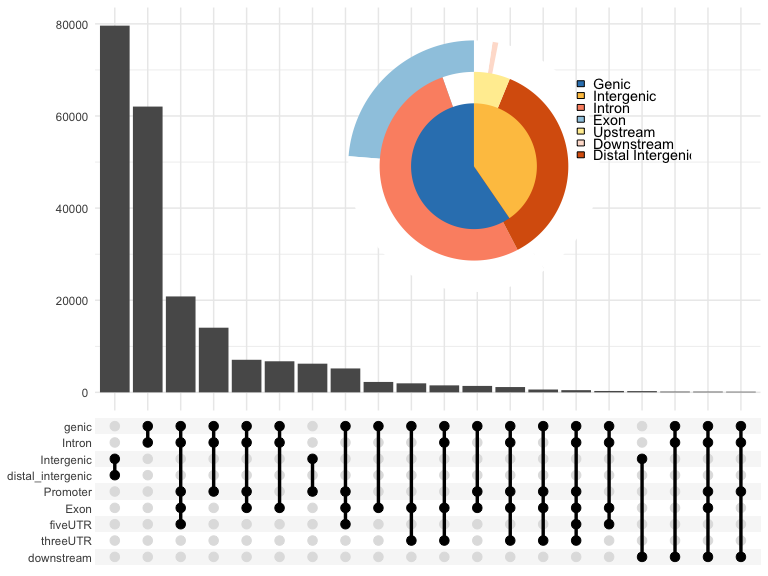 80000
60000
40000
20000
0
Genic
Intergenic
Intron
Exon
Upstream
Downstream
Distal Intergenic
genic
Intron
Intergenic
distal_intergenic
Promoter
Exon
fiveUTR
threeUTR
downstream